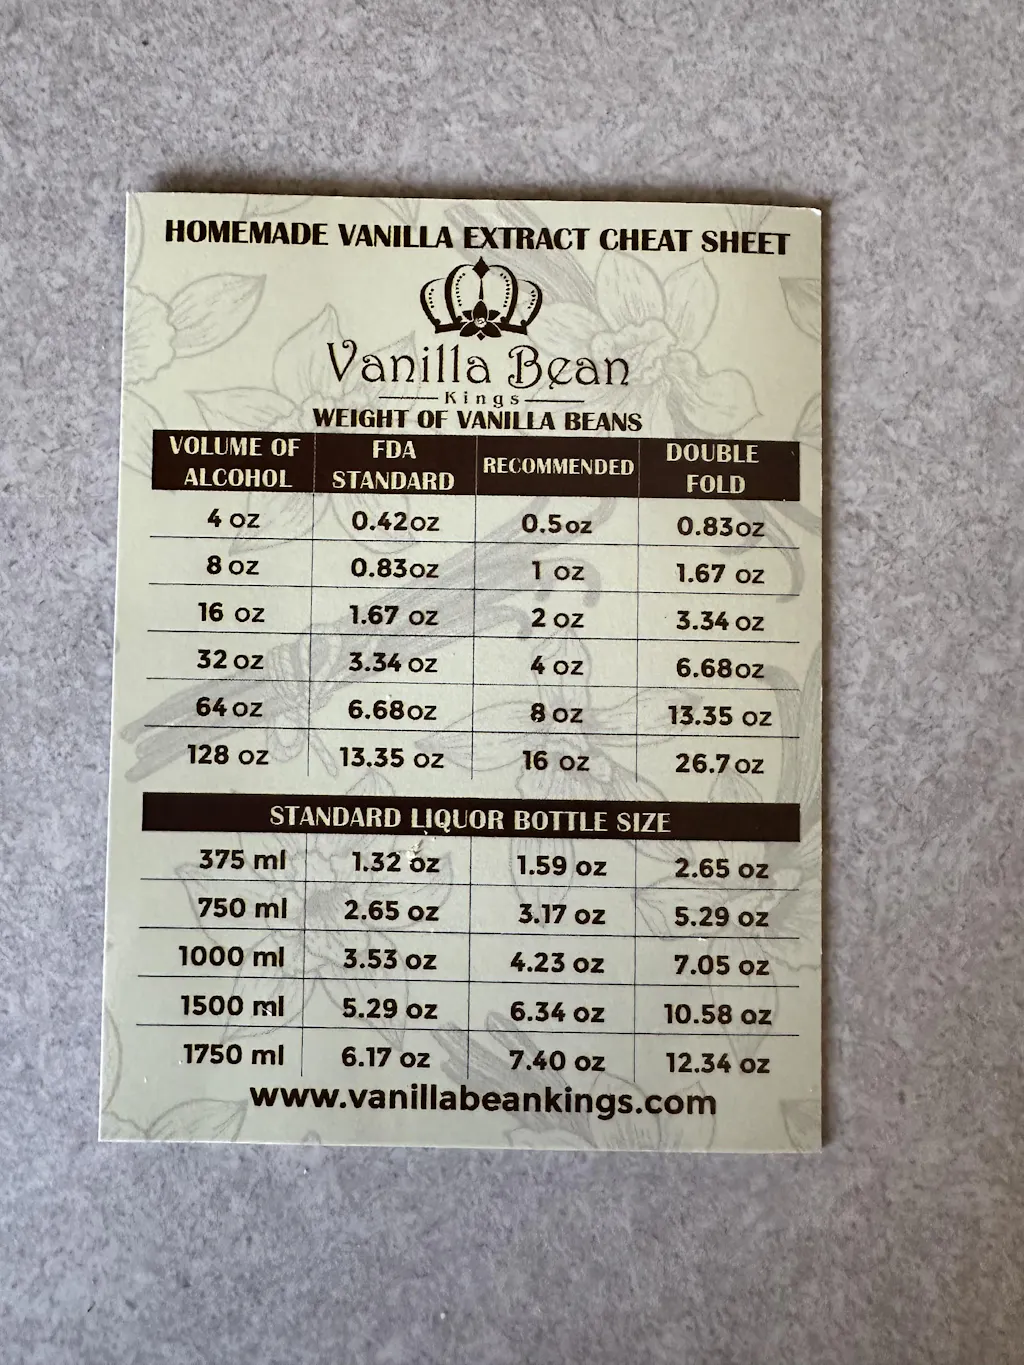 HOMEMADE VANILLA EXTRACT CHEAT SHEET
Vanilla Bean
Kings
WEIGHT OF VANILLA BEANS
VOLUME OF ALCOHOL FDA STANDARD RECOMMENDED DOUBLE FOLD
4 oz 0.42oz 0.5oz 0.83oz
8 oz 0.83oz 1 oz 1.67 oz
16 oz 1.67 oz 2 oz 3.34 oz
32 oz 3.34 oz 4 oz 6.68oz
64 oz 6.68oz 8 oz 13.35 oz
128 oz 13.35 oz 16 oz 26.7oz
STANDARD LIQUOR BOTTLE SIZE
375 ml 1.32 oz 1.59 oz 2.65 oz
750 ml 2.65 oz 3.17 oz 5.29 oz
1000 ml 3.53 oz 4.23 oz 7.05 oz
1500 ml 5.29 oz 6.34 oz 10.58 oz
1750 ml 6.17 oz 7.40 oz 12.34 oz
www.vanillabeankings.com